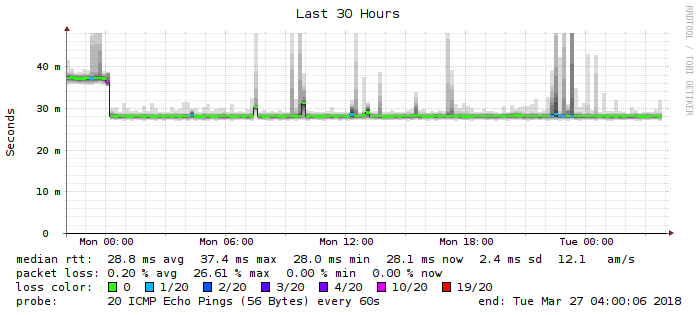 Last 30 Hours
RRDTOOL / TOBI OETIKER
Seconds
40 m
30 m
20 m
10 m
0
Mon 00:00 Mon 06:00 Mon 12:00 Mon 18:00 Tue 00:00
median rtt: 28.8 ms avg 37.4 ms max 28.0 ms min 28.1 ms now 2.4 ms sd 12.1 am/s
packet loss: 0.20 % avg 26.61 % max 0.00 % min 0.00 % now
loss color: 0 1/20 2/20 3/20 4/20 10/20 19/20
probe: 20 ICMP Echo Pings (56 Bytes) every 60s end: Tue Mar 27 04:00:06 2018